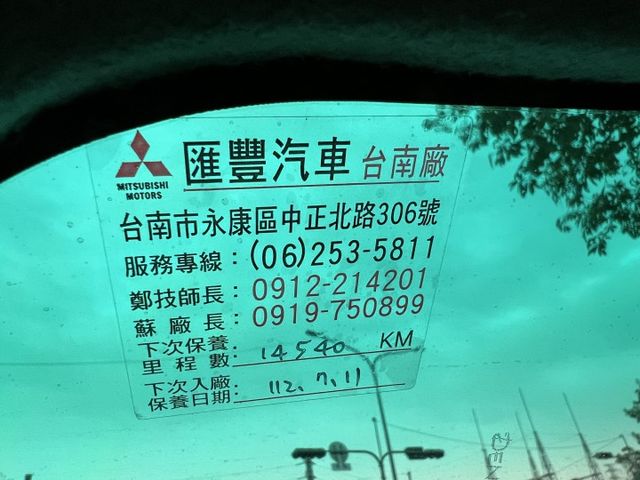 匯豐汽車 台南廠
MITSUBISHI
MOTORS
台南市永康區中正北路306號
服務專線：(06)253-5811
鄭技師長：0912-214201
蘇廠長：0919-750899
下次保養
里程數：14540 KM
下次入廠
保養日期：112.7.11